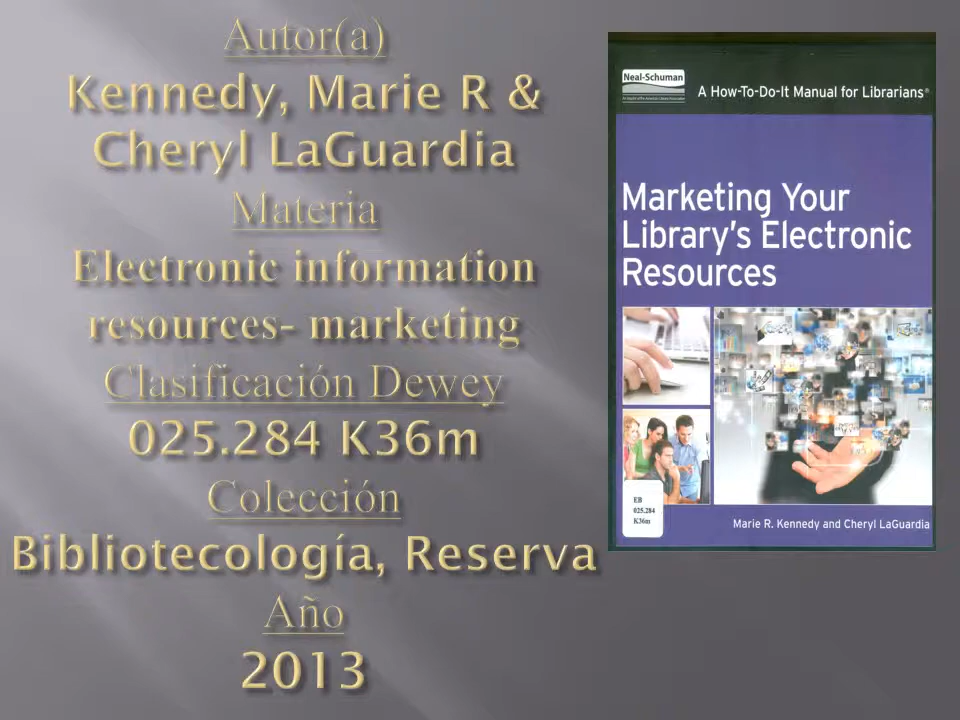 Autor(a)
Kennedy, Marie R &
Cheryl LaGuardia
Materia
Electronic information
resources- marketing
Clasificación Dewey
025.284 K36m
Colección
Bibliotecología, Reserva
Año
2013
Neal-Schuman
A How-To-Do-It Manual for Librarians®
Marketing Your
Library's Electronic
Resources
EB
025.284
K36m
Marie R. Kennedy and Cheryl LaGuardia